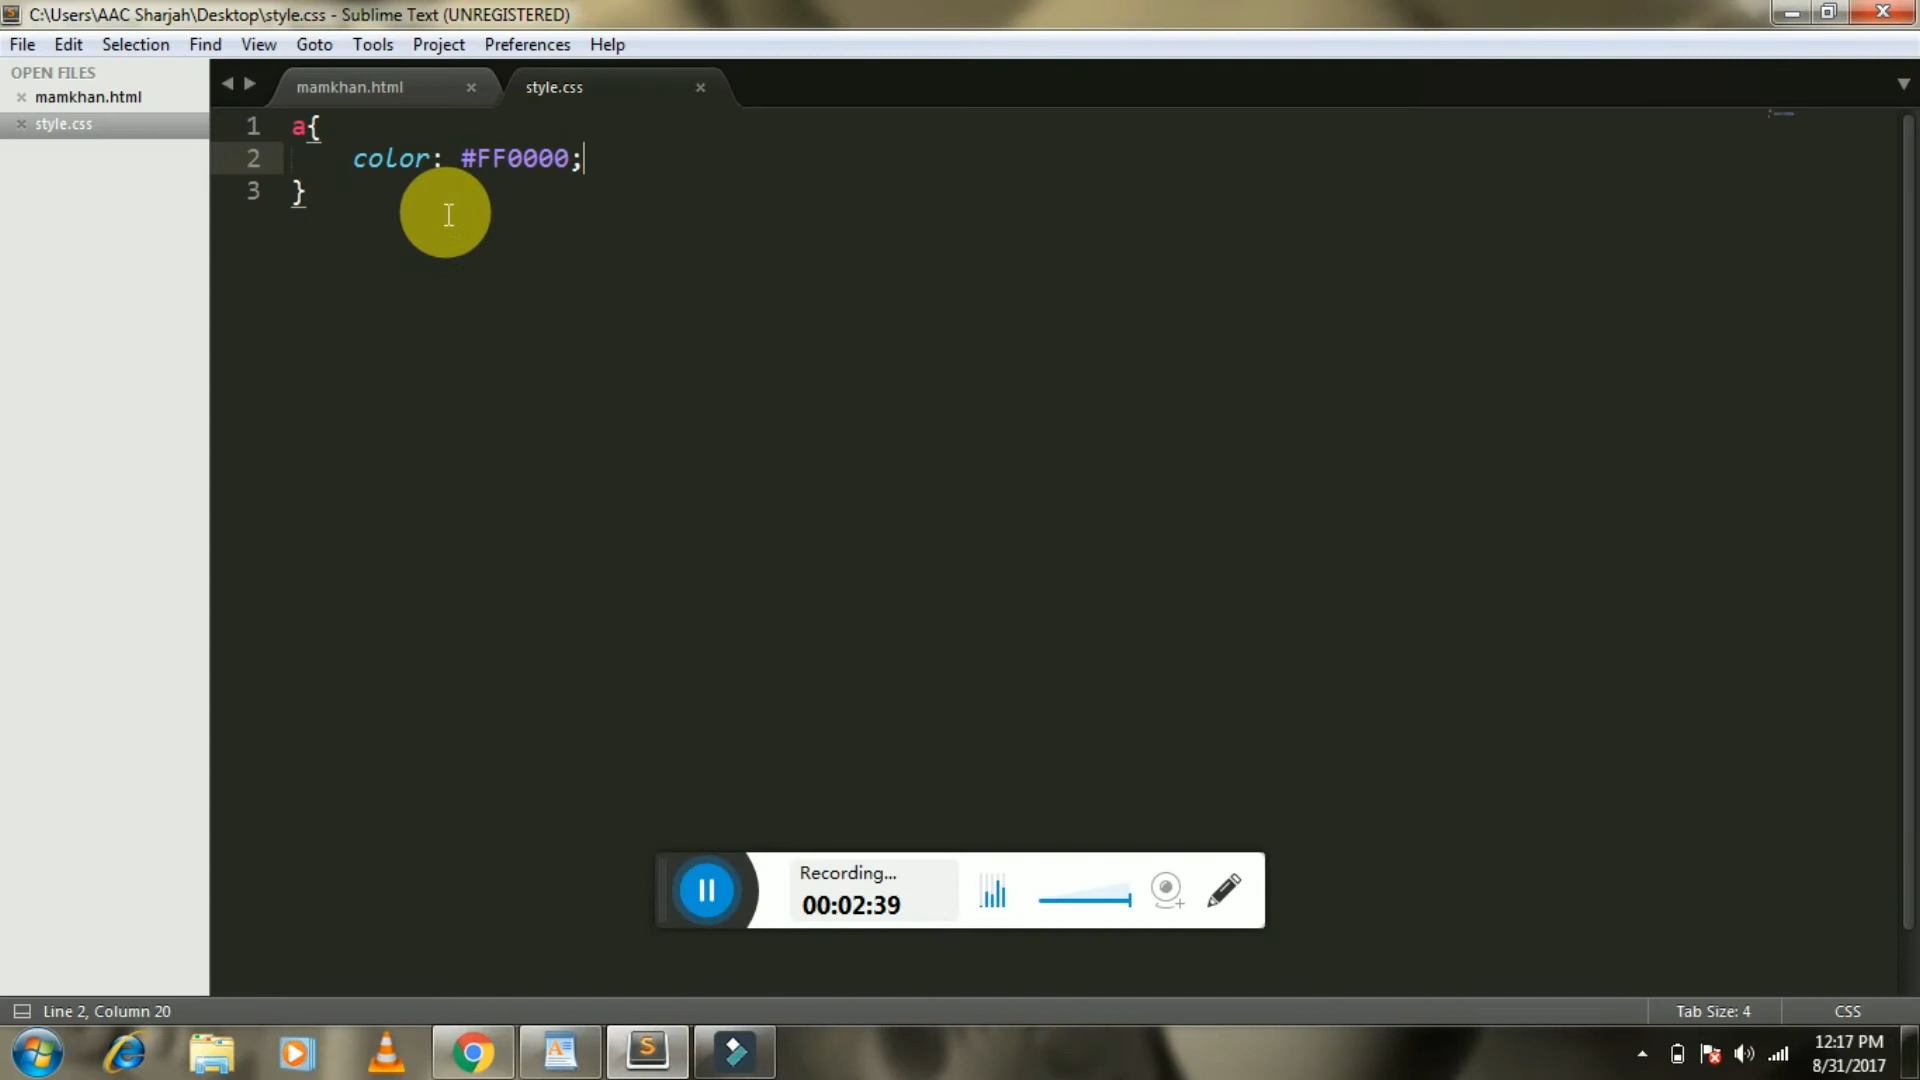 C:\Users\AAC Sharjah\Desktop\style.css - Sublime Text (UNREGISTERED)
File Edit Selection Find View Goto Tools Project Preferences Help
OPEN FILES
mamkhan.html
style.css
mamkhan.html
style.css
1 a{
2 color: #FF0000;
3 }
Recording...
00:02:39
Line 2, Column 20
Tab Size: 4
CSS
12:17 PM
8/31/2017